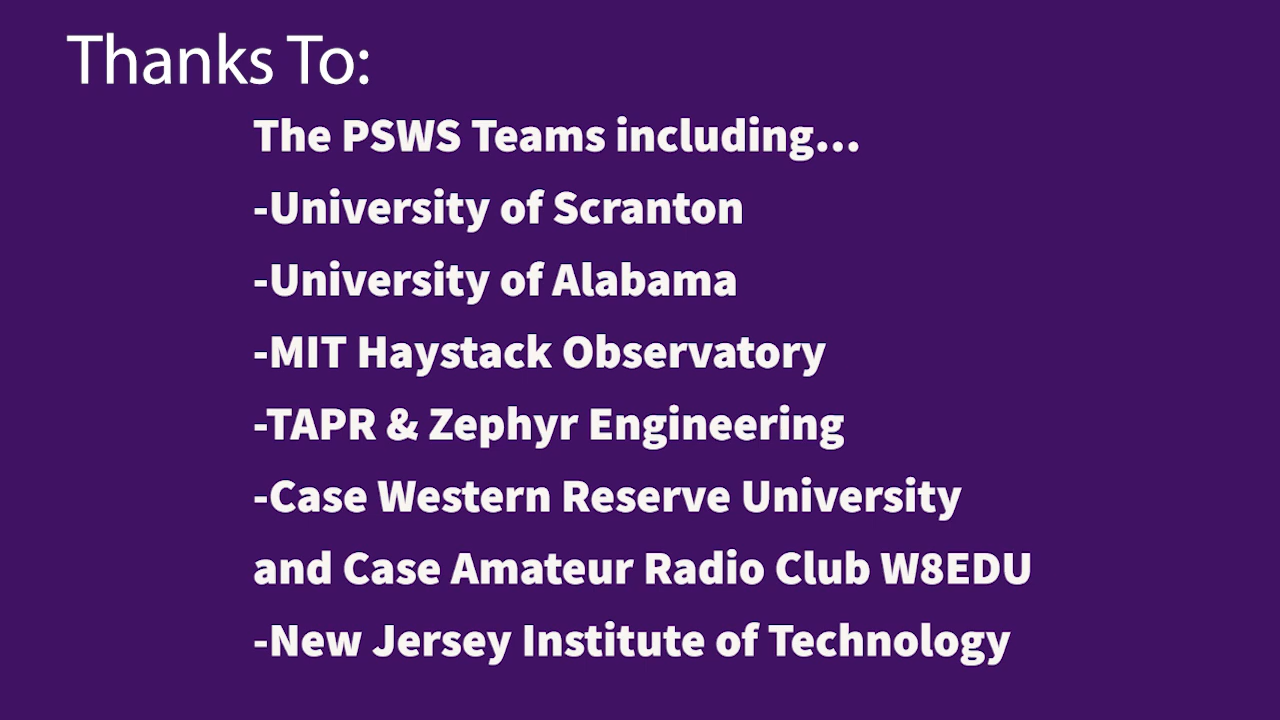 Thanks To:
The PSWS Teams including...
-University of Scranton
-University of Alabama
-MIT Haystack Observatory
-TAPR & Zephyr Engineering
-Case Western Reserve University
and Case Amateur Radio Club W8EDU
-New Jersey Institute of Technology